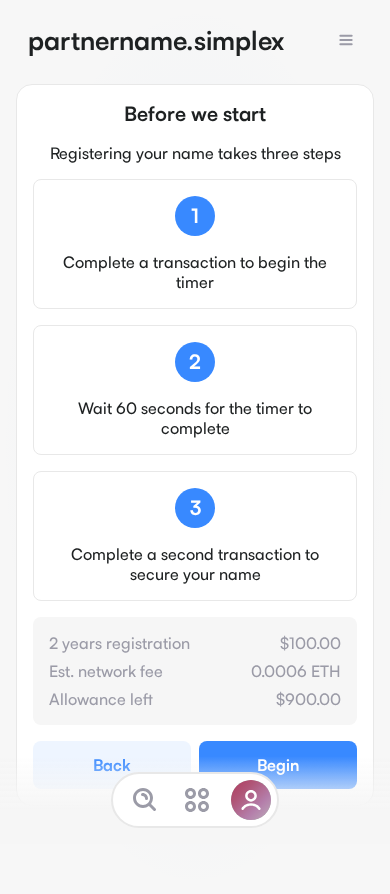 partnername.simplex
Before we start
Registering your name takes three steps
1
Complete a transaction to begin the
timer
2
Wait 60 seconds for the timer to
complete
3
Complete a second transaction to
secure your name
2 years registration $100.00
Est. network fee 0.0006 ETH
Allowance left $900.00
Back Begin